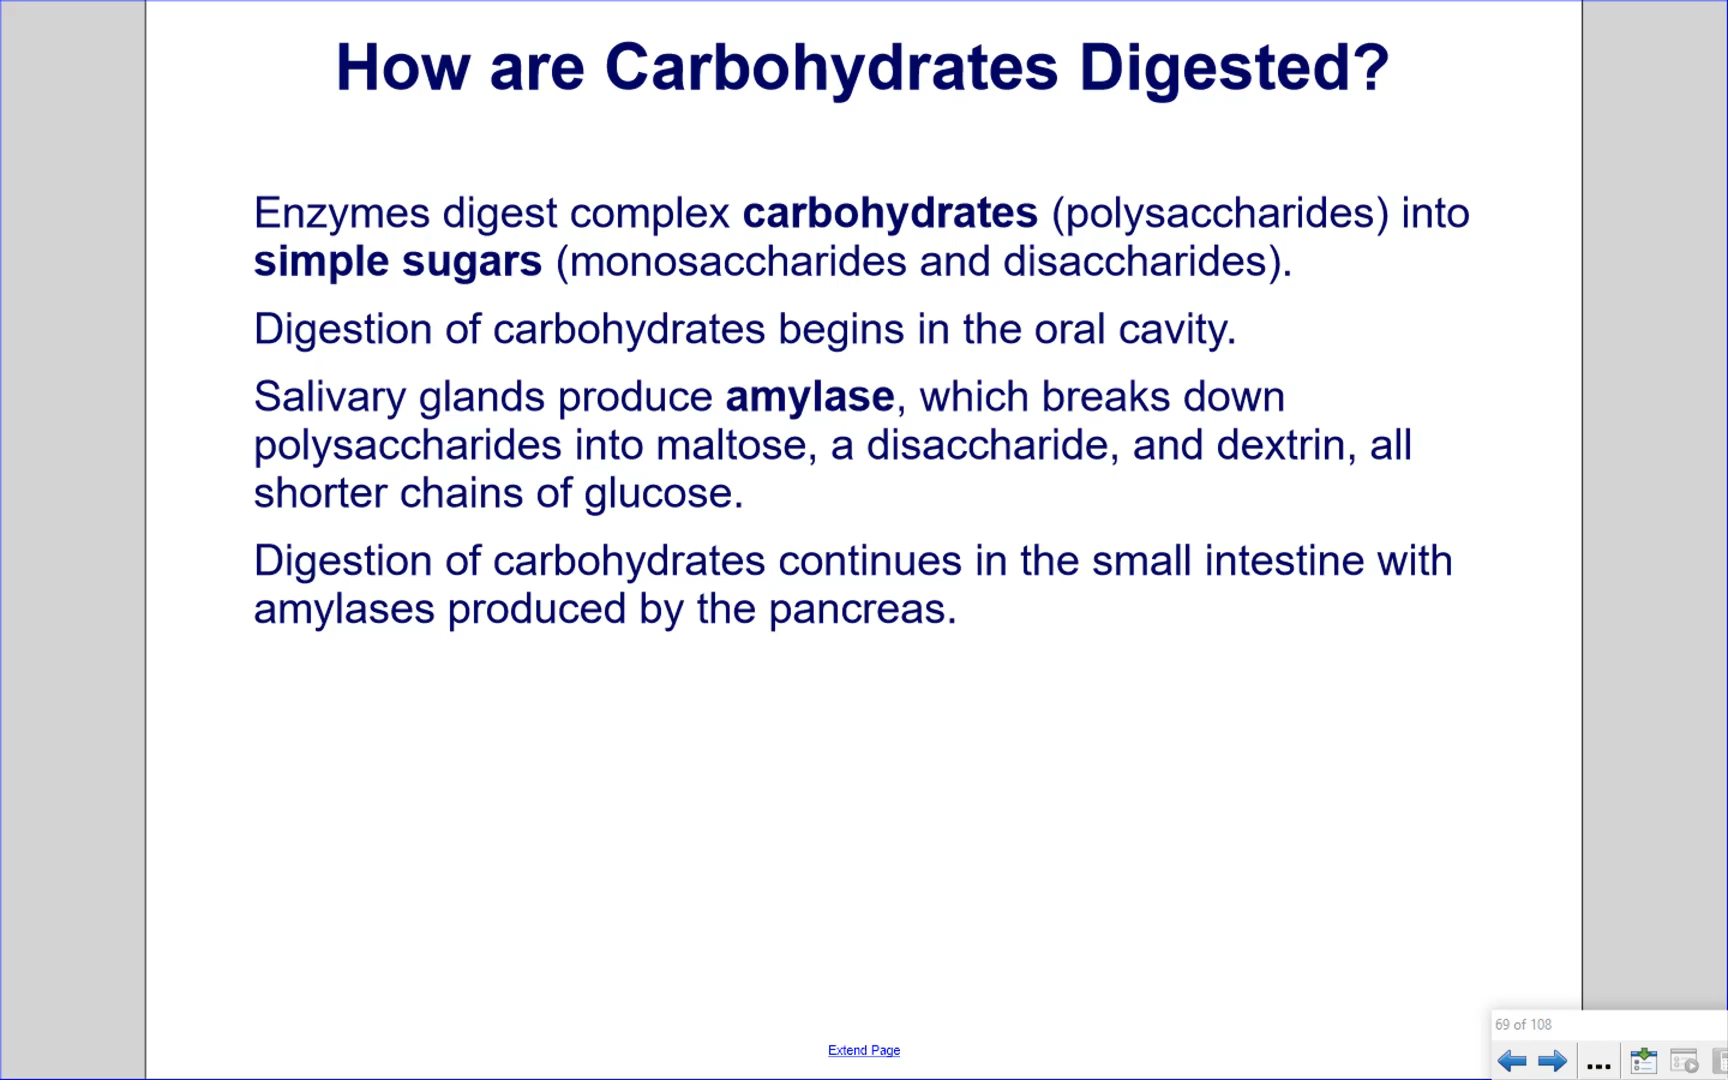 How are Carbohydrates Digested?
Enzymes digest complex carbohydrates (polysaccharides) into
simple sugars (monosaccharides and disaccharides).
Digestion of carbohydrates begins in the oral cavity.
Salivary glands produce amylase, which breaks down
polysaccharides into maltose, a disaccharide, and dextrin, all
shorter chains of glucose.
Digestion of carbohydrates continues in the small intestine with
amylases produced by the pancreas.
Extend Page
69 of 108
...